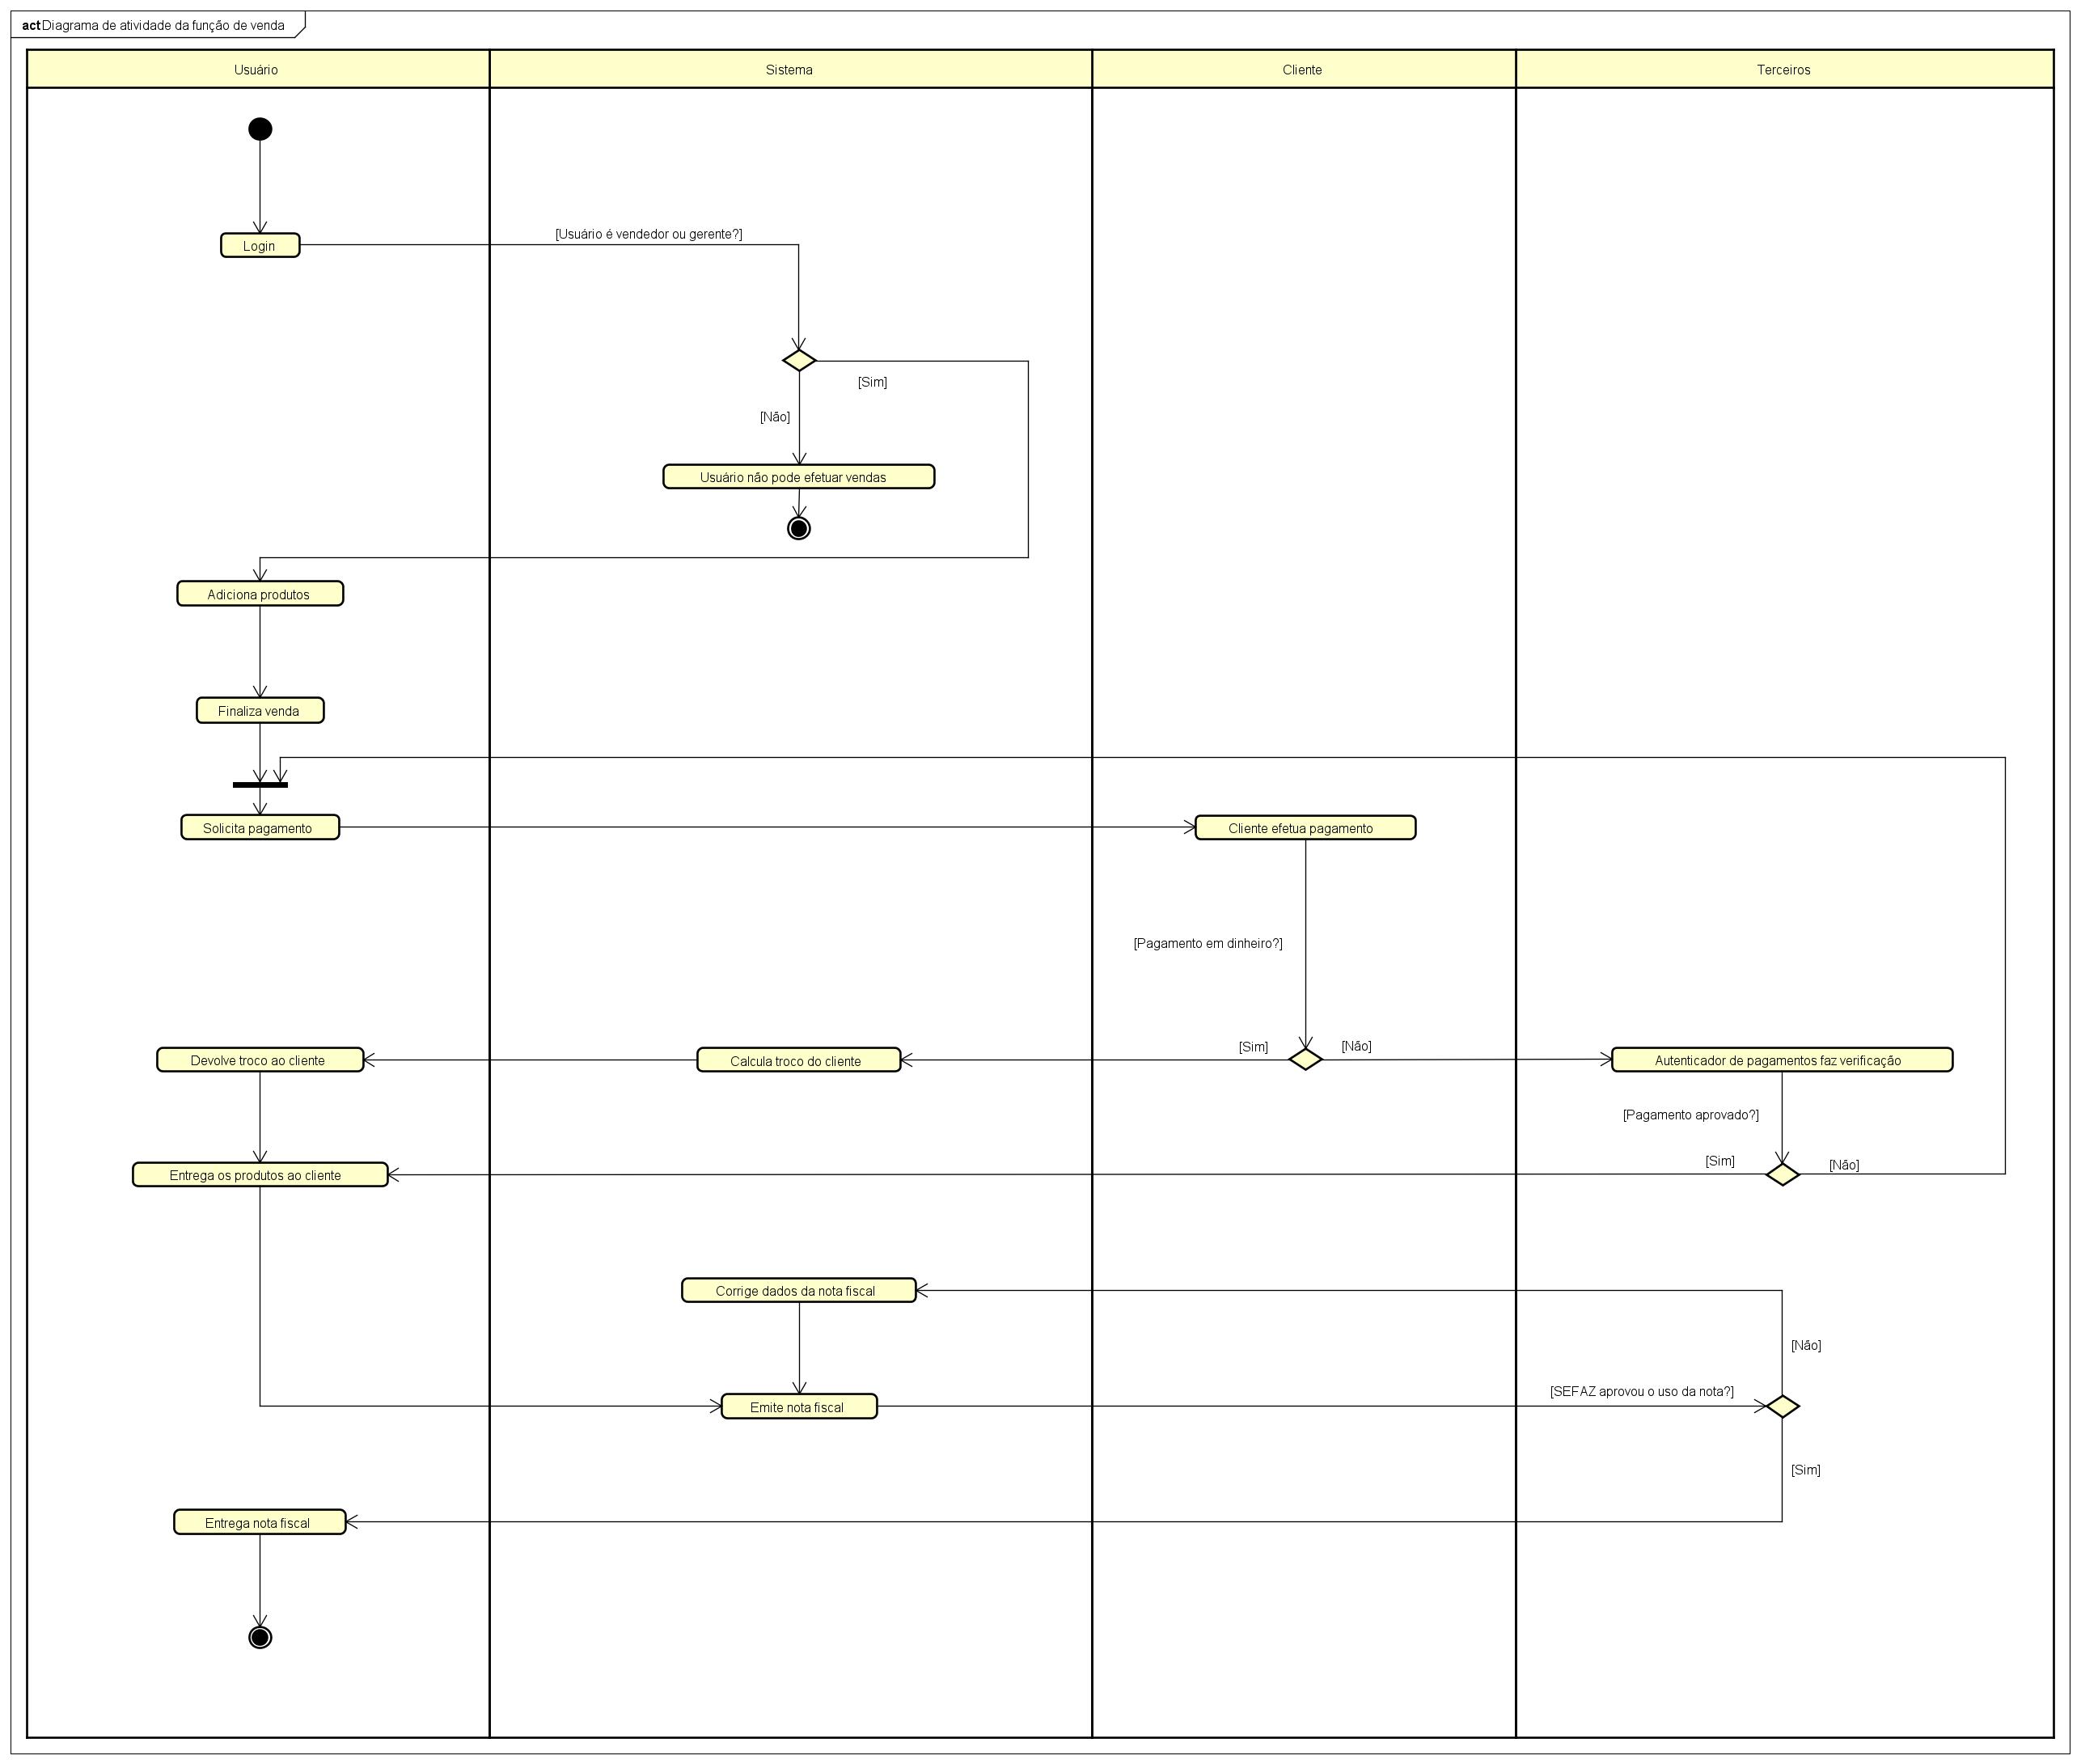 act Diagrama de atividade da função de venda
Usuário
Sistema
Cliente
Terceiros
[Usuário é vendedor ou gerente?]
Login
[Sim]
[Não]
Usuário não pode efetuar vendas
Adiciona produtos
Finaliza venda
Solicita pagamento
Cliente efetua pagamento
[Pagamento em dinheiro?]
[Sim]
[Não]
Devolve troco ao cliente
Calcula troco do cliente
Autenticador de pagamentos faz verificação
[Pagamento aprovado?]
[Sim]
[Não]
Entrega os produtos ao cliente
Corrige dados da nota fiscal
[Não]
[SEFAZ aprovou o uso da nota?]
Emite nota fiscal
[Sim]
Entrega nota fiscal